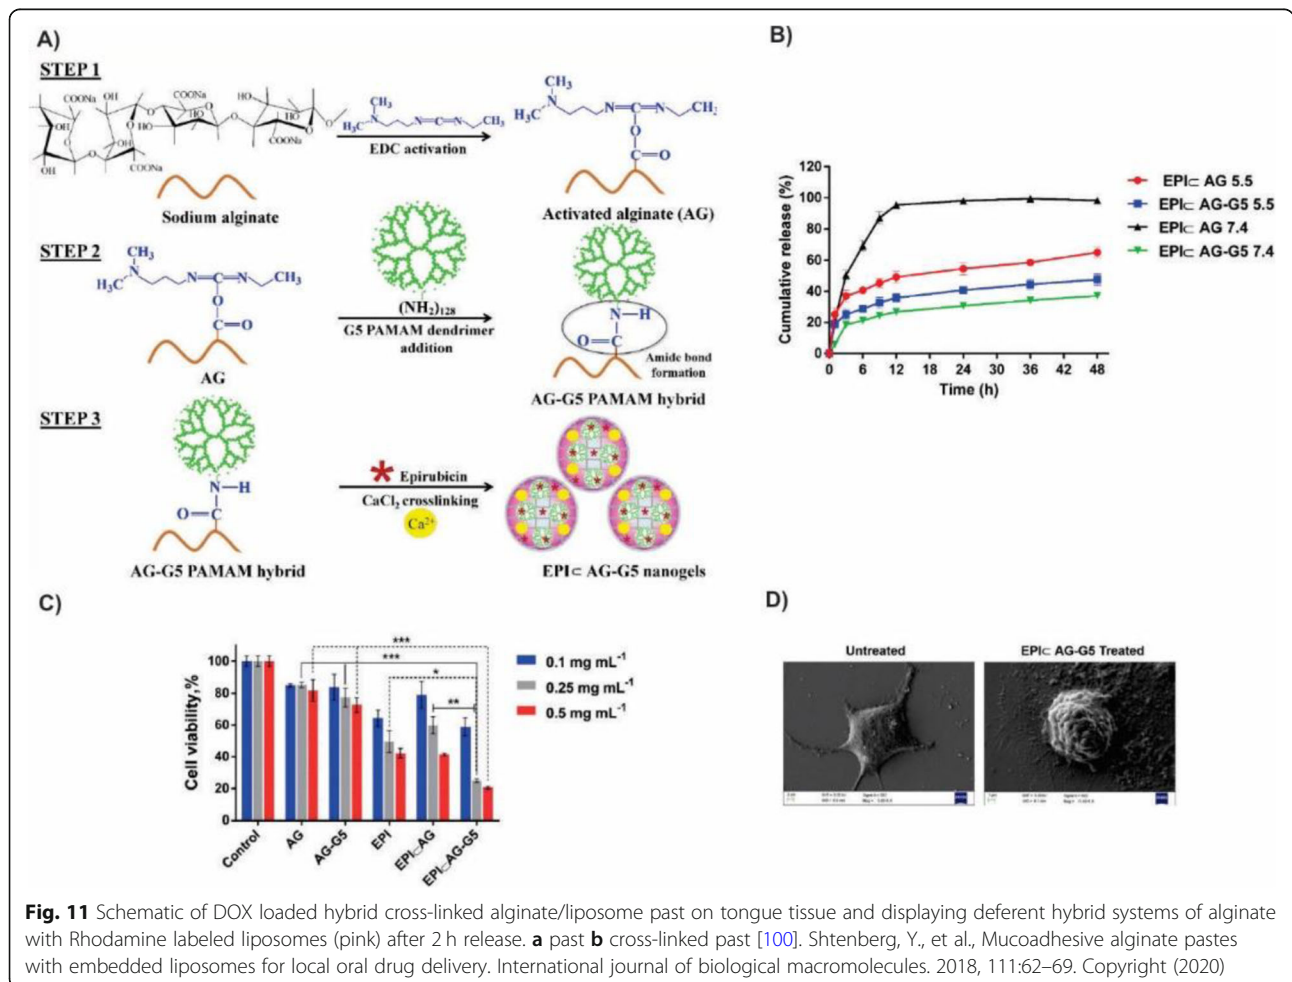 A)
STEP 1
COONa
OH
COONa
HO
HO
OH
HO
OH
OH
COONa
COONa
CH₃
H₃C
N
N=C=N
CH₃
EDC activation
Sodium alginate
CH₃
H₃C
N
N=C=N
CH₃
O
C=O
Activated alginate (AG)
STEP 2
CH₃
H₃C
N
N=C=N
CH₃
O
C=O
AG
(NH₂)₁₂₈
G5 PAMAM dendrimer
addition
N—H
O=C
Amide bond
formation
AG-G5 PAMAM hybrid
STEP 3
N—H
O=C
AG-G5 PAMAM hybrid
* Epirubicin
CaCl₂ crosslinking
Ca²⁺
EPI⊂ AG-G5 nanogels
B)
Cumulative release (%)
120
100
80
60
40
20
0
0 6 12 18 24 30 36 42 48
Time (h)
EPI⊂ AG 5.5
EPI⊂ AG-G5 5.5
EPI⊂ AG 7.4
EPI⊂ AG-G5 7.4
C)
Cell viability,%
100
80
60
40
20
0
***
***
*
**
Control
AG
AG-G5
EPI
EPI⊂AG
EPI⊂AG-G5
0.1 mg mL⁻¹
0.25 mg mL⁻¹
0.5 mg mL⁻¹
D)
Untreated
EPI⊂ AG-G5 Treated
Fig. 11 Schematic of DOX loaded hybrid cross-linked alginate/liposome past on tongue tissue and displaying deferent hybrid systems of alginate
with Rhodamine labeled liposomes (pink) after 2 h release. a past b cross-linked past [100]. Shtenberg, Y., et al., Mucoadhesive alginate pastes
with embedded liposomes for local oral drug delivery. International journal of biological macromolecules. 2018, 111:62–69. Copyright (2020)